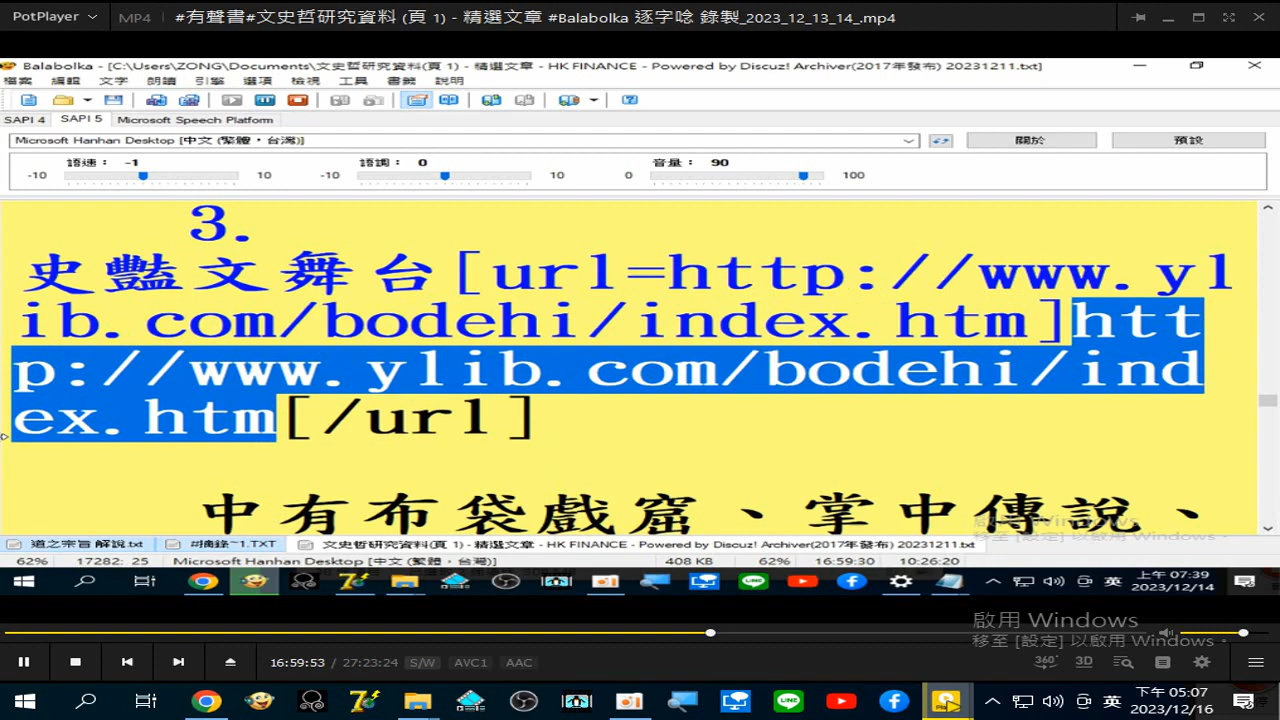 PotPlayer MP4 #有聲書#文史哲研究資料 (頁 1) - 精選文章 #Balabolka 逐字唸 錄製_2023_12_13_14_.mp4
Balabolka - [C:\Users\ZONG\Documents\文史哲研究資料(頁 1) - 精選文章 - HK FINANCE - Powered by Discuz! Archiver(2017年發布) 20231211.txt]
檔案 編輯 文字 朗讀 引擎 選項 檢視 工具 書籤 說明
SAPI 4 SAPI 5 Microsoft Speech Platform
Microsoft Hanhan Desktop [中文 (繁體，台灣)] 關於 預設
語速： -1 語調： 0 音量： 90
-10 10 -10 10 0 100
3.
史豔文舞台[url=http://www.yl
ib.com/bodehi/index.htm]htt
p://www.ylib.com/bodehi/ind
ex.htm[/url]
中有布袋戲窟、掌中傳說、
啟用 Windows
移至 [設定] 以啟用 Windows。
道之宗旨 解說.txt #摘錄~1.TXT 文史哲研究資料(頁 1) - 精選文章 - HK FINANCE - Powered by Discuz! Archiver(2017年發布) 20231211.txt
62% 17282: 25 Microsoft Hanhan Desktop [中文 (繁體，台灣)] 408 KB 62% 16:59:30 10:26:20
英 上午 07:39
2023/12/14
啟用 Windows
移至 [設定] 以啟用 Windows。
16:59:53 / 27:23:24 S/W AVC1 AAC 360° 3D
英 下午 05:07
2023/12/16